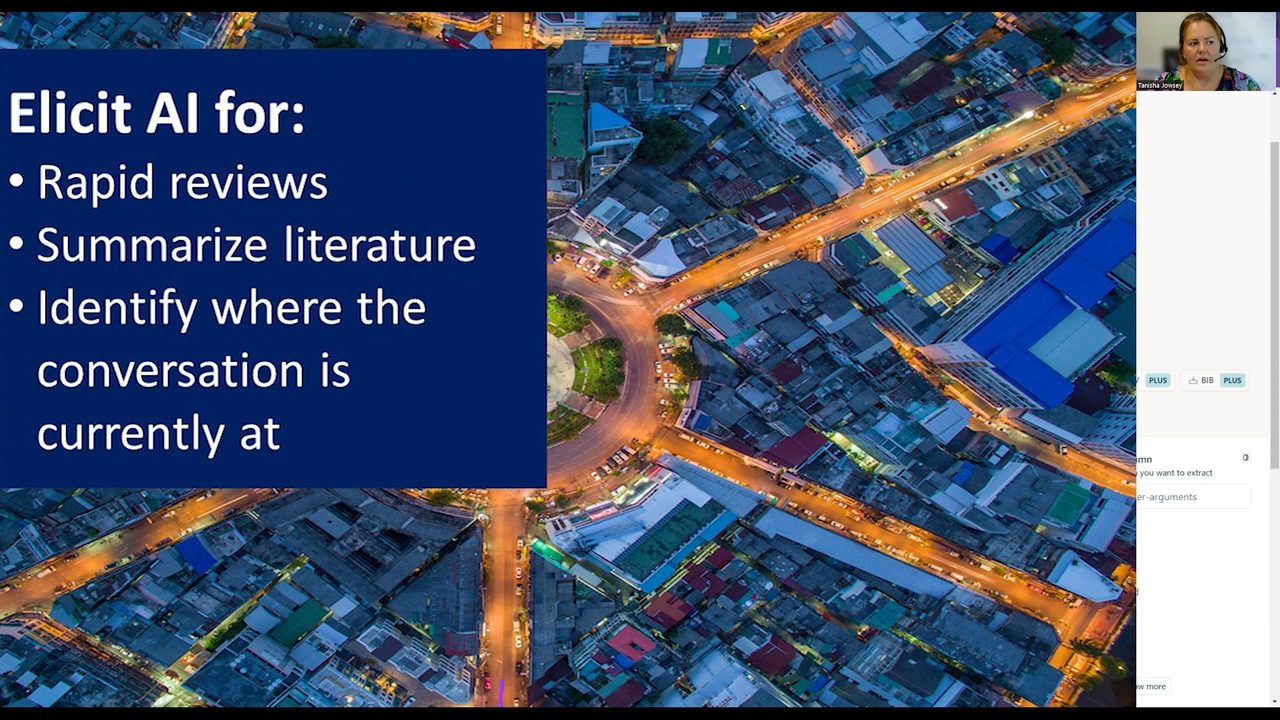 Elicit AI for:
• Rapid reviews
• Summarize literature
• Identify where the
conversation is
currently at
Tanisha Jowsey
PLUS
BIB
PLUS
you want to extract
er-arguments
ow more